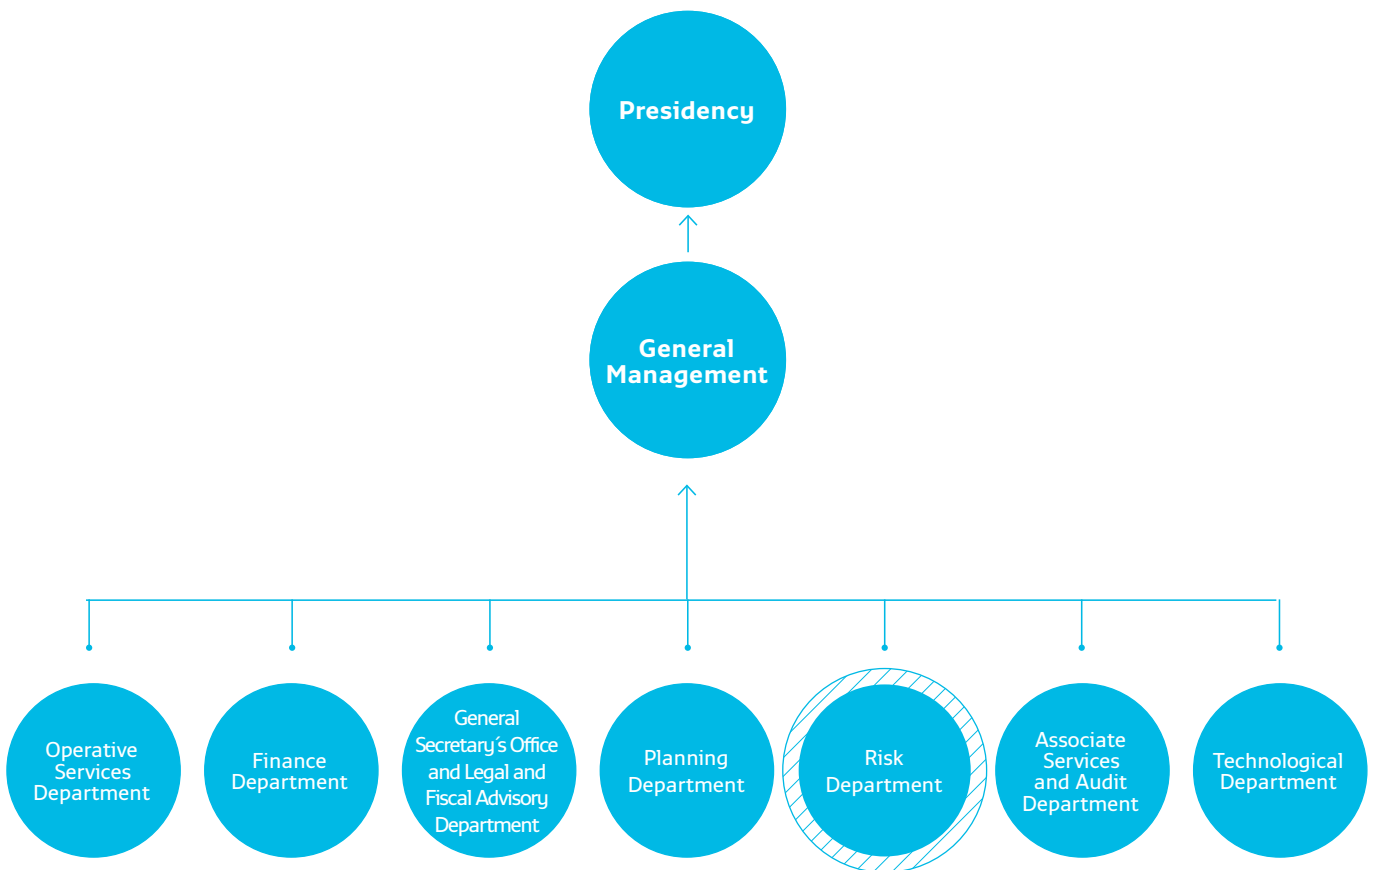 Presidency
General
Management
Operative
Services
Department
Finance
Department
General
Secretary´s Office
and Legal and
Fiscal Advisory
Department
Planning
Department
Risk
Department
Associate
Services
and Audit
Department
Technological
Department